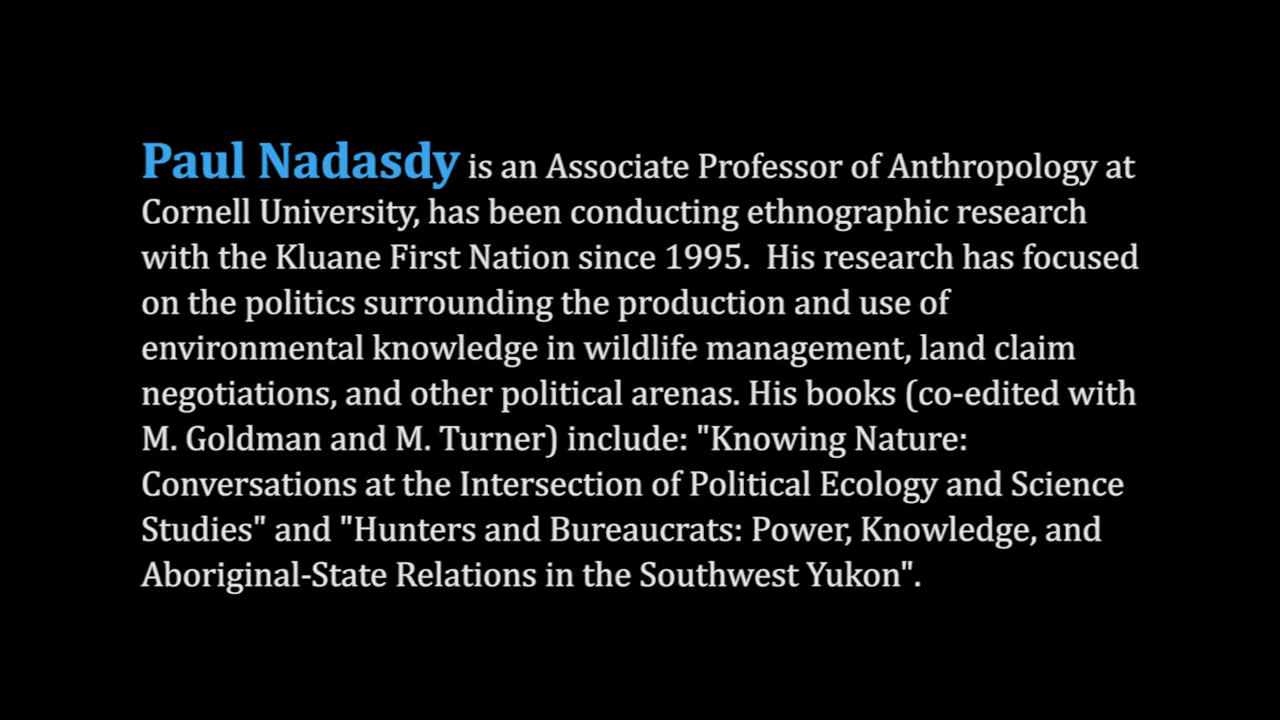 Paul Nadasdy is an Associate Professor of Anthropology at
Cornell University, has been conducting ethnographic research
with the Kluane First Nation since 1995.  His research has focused
on the politics surrounding the production and use of
environmental knowledge in wildlife management, land claim
negotiations, and other political arenas. His books (co-edited with
M. Goldman and M. Turner) include: "Knowing Nature:
Conversations at the Intersection of Political Ecology and Science
Studies" and "Hunters and Bureaucrats: Power, Knowledge, and
Aboriginal-State Relations in the Southwest Yukon".